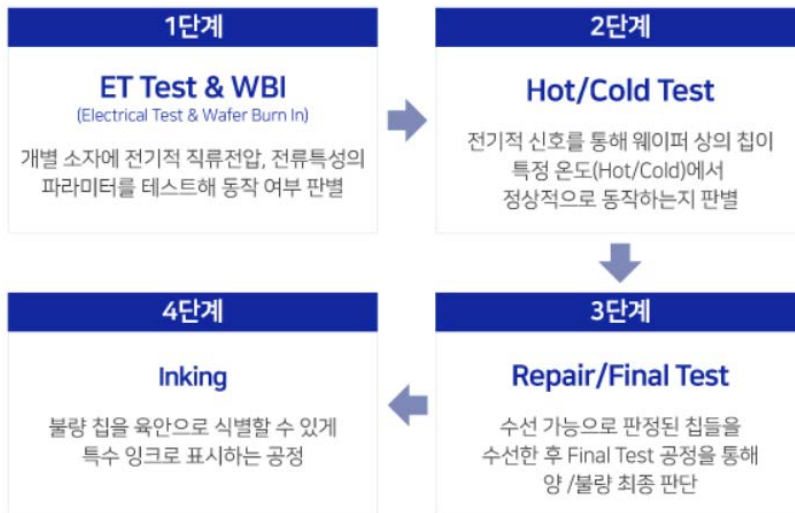 1단계
ET Test & WBI
(Electrical Test & Wafer Burn In)
개별 소자에 전기적 직류전압, 전류특성의
파라미터를 테스트해 동작 여부 판별
2단계
Hot/Cold Test
전기적 신호를 통해 웨이퍼 상의 칩이
특정 온도(Hot/Cold)에서
정상적으로 동작하는지 판별
3단계
Repair/Final Test
수선 가능으로 판정된 칩들을
수선한 후 Final Test 공정을 통해
양 /불량 최종 판단
4단계
Inking
불량 칩을 육안으로 식별할 수 있게
특수 잉크로 표시하는 공정